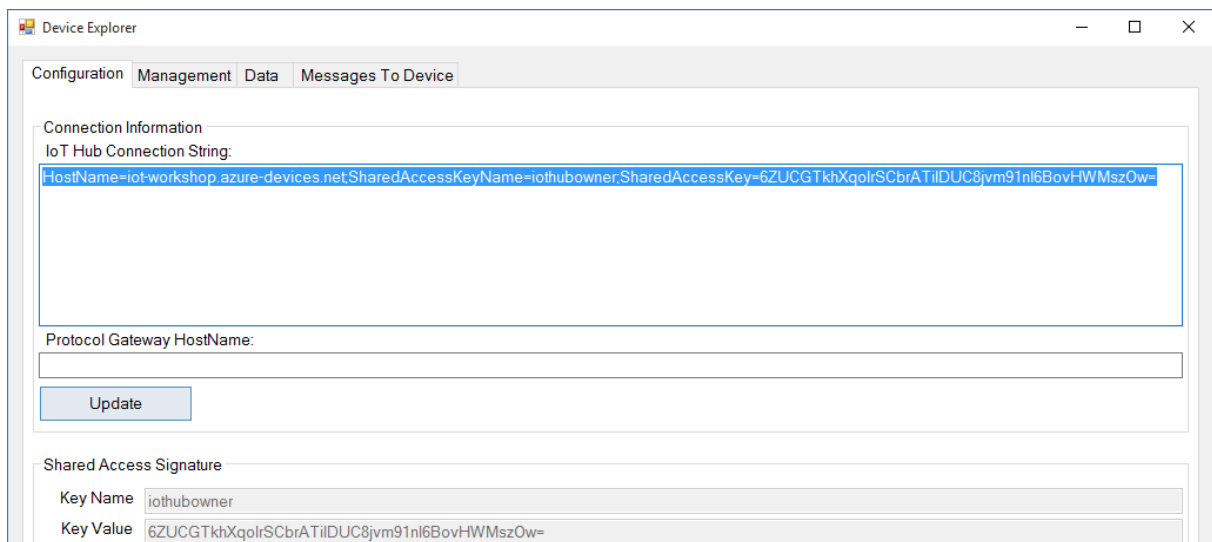 Device Explorer
Configuration Management Data Messages To Device
Connection Information
IoT Hub Connection String:
HostName=iot-workshop.azure-devices.net;SharedAccessKeyName=iothubowner;SharedAccessKey=6ZUCGTkhXqolrSCbrATilDUC8jvm91nl6BovHWMszOw=
Protocol Gateway HostName:
Update
Shared Access Signature
Key Name iothubowner
Key Value 6ZUCGTkhXqolrSCbrATilDUC8jvm91nl6BovHWMszOw=